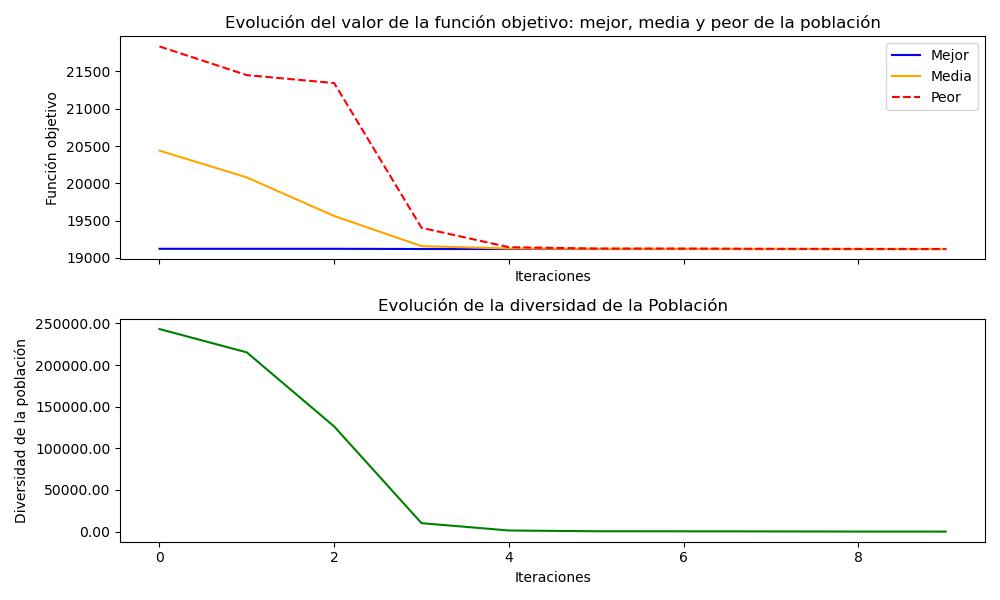 Evolución del valor de la función objetivo: mejor, media y peor de la población
Función objetivo
21500
21000
20500
20000
19500
19000
Mejor
Media
Peor
Iteraciones
Evolución de la diversidad de la Población
Diversidad de la población
250000.00
200000.00
150000.00
100000.00
50000.00
0.00
0 2 4 6 8
Iteraciones